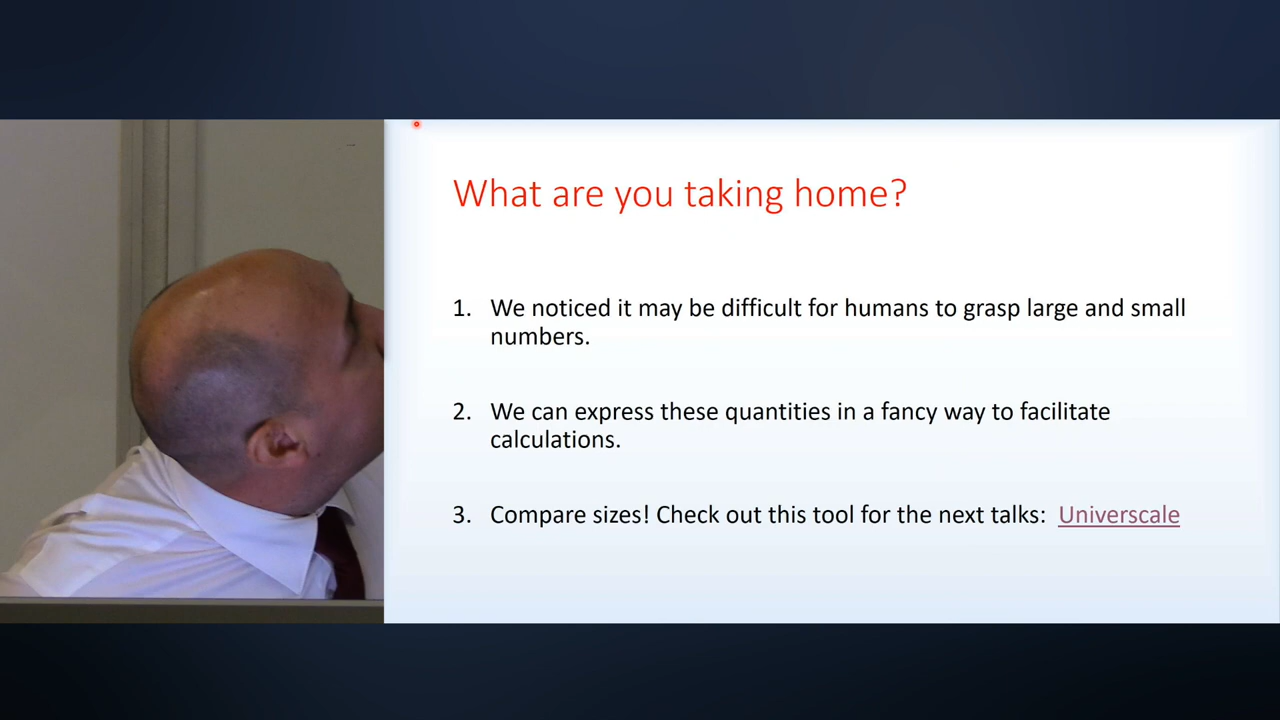 What are you taking home?
1. We noticed it may be difficult for humans to grasp large and small
numbers.
2. We can express these quantities in a fancy way to facilitate
calculations.
3. Compare sizes! Check out this tool for the next talks: Universcale